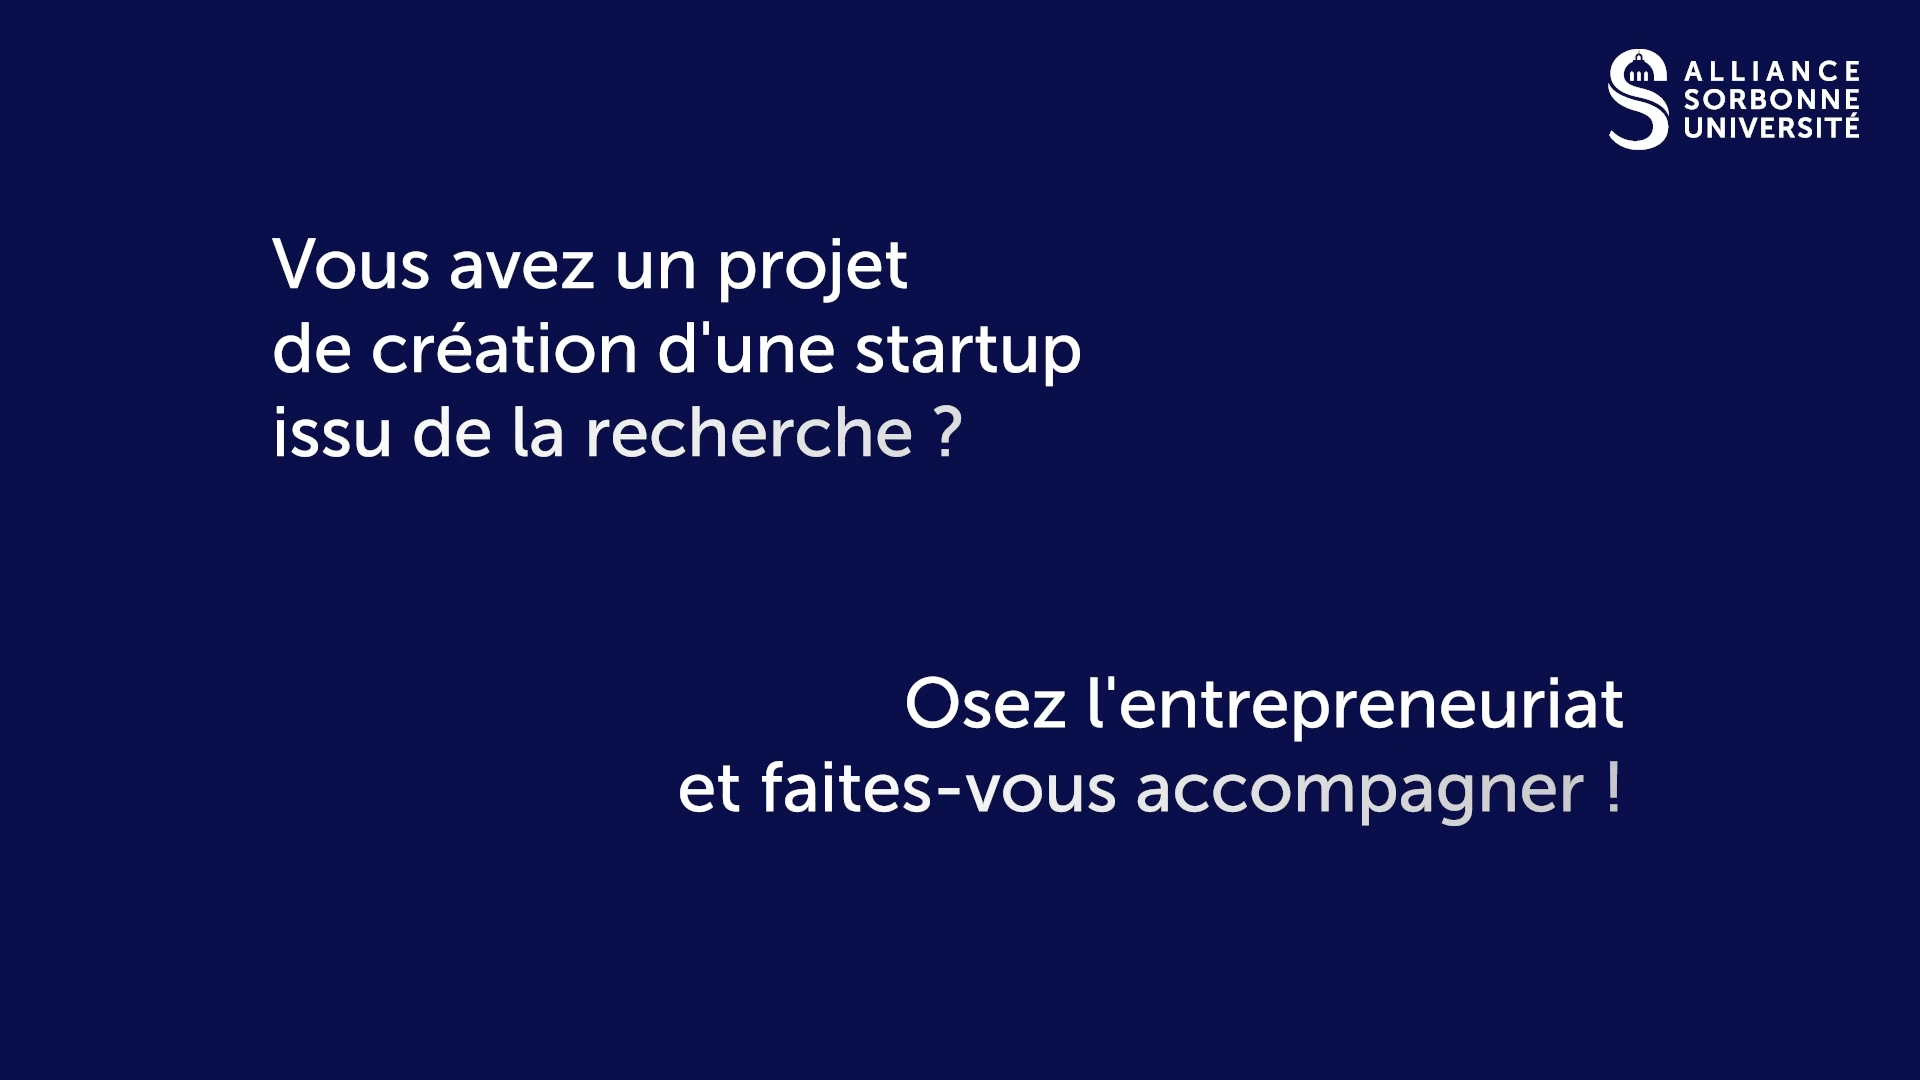 ALLIANCE
SORBONNE
UNIVERSITÉ
Vous avez un projet
de création d'une startup
issu de la recherche ?
Osez l'entrepreneuriat
et faites-vous accompagner !